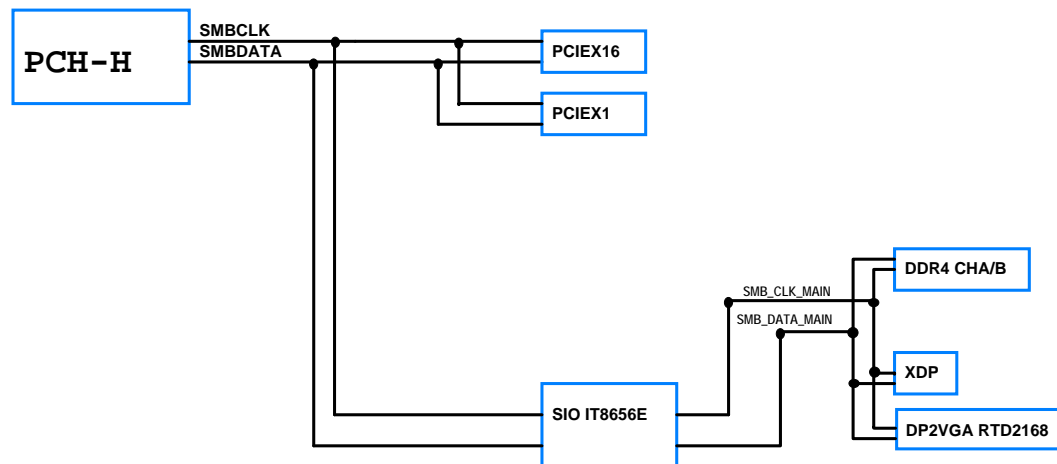 SMBCLK
PCH-H
SMBDATA
PCIEX16
PCIEX1
DDR4 CHA/B
SMB_CLK_MAIN
SMB_DATA_MAIN
XDP
SIO IT8656E
DP2VGA RTD2168